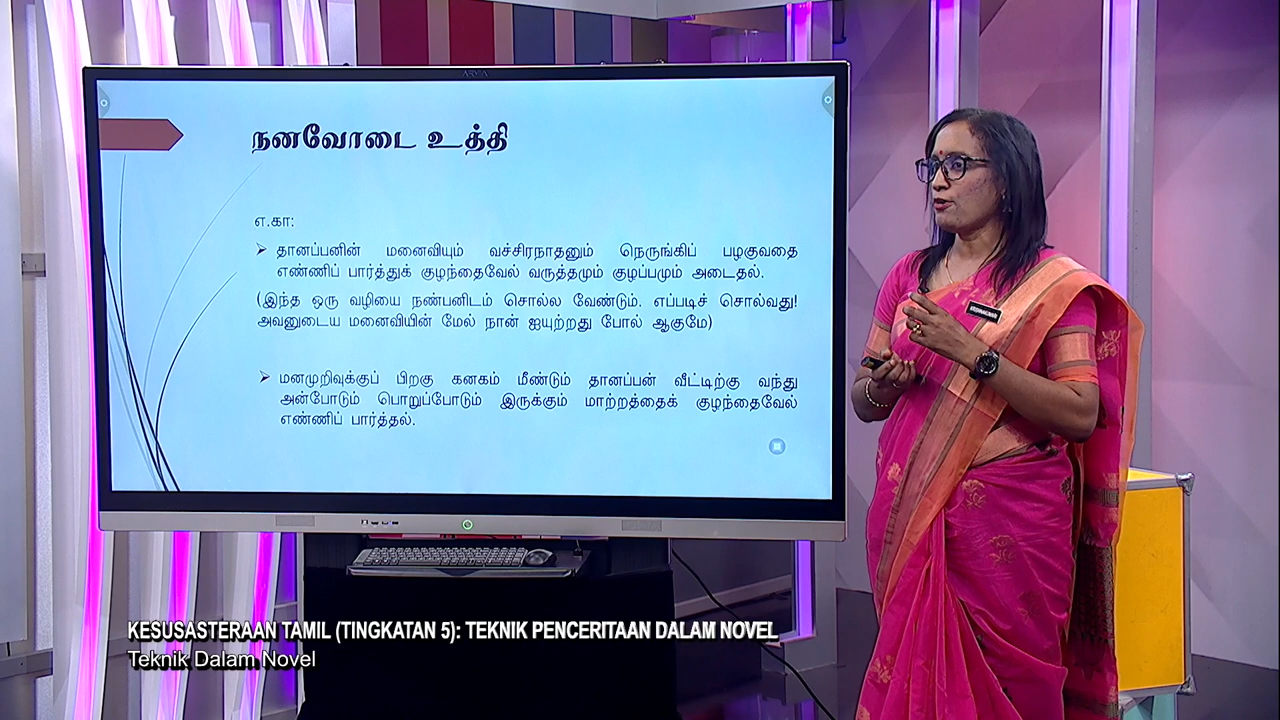 நனவோடை உத்தி
எ.கா:
➢ தானப்பனின் மனைவியும் வச்சிரநாதனும் நெருங்கிப் பழகுவதை
எண்ணிப் பார்த்துக் குழந்தைவேல் வருத்தமும் குழப்பமும் அடைதல்.
(இந்த ஒரு வழியை நண்பனிடம் சொல்ல வேண்டும். எப்படிச் சொல்வது!
அவனுடைய மனைவியின் மேல் நான் ஐயுற்றது போல் ஆகுமே)
➢ மனமுறிவுக்குப் பிறகு கனகம் மீண்டும் தானப்பன் வீட்டிற்கு வந்து
அன்போடும் பொறுப்போடும் இருக்கும் மாற்றத்தைக் குழந்தைவேல்
எண்ணிப் பார்த்தல்.
KESUSASTERAAN TAMIL (TINGKATAN 5): TEKNIK PENCERITAAN DALAM NOVEL
Teknik Dalam Novel